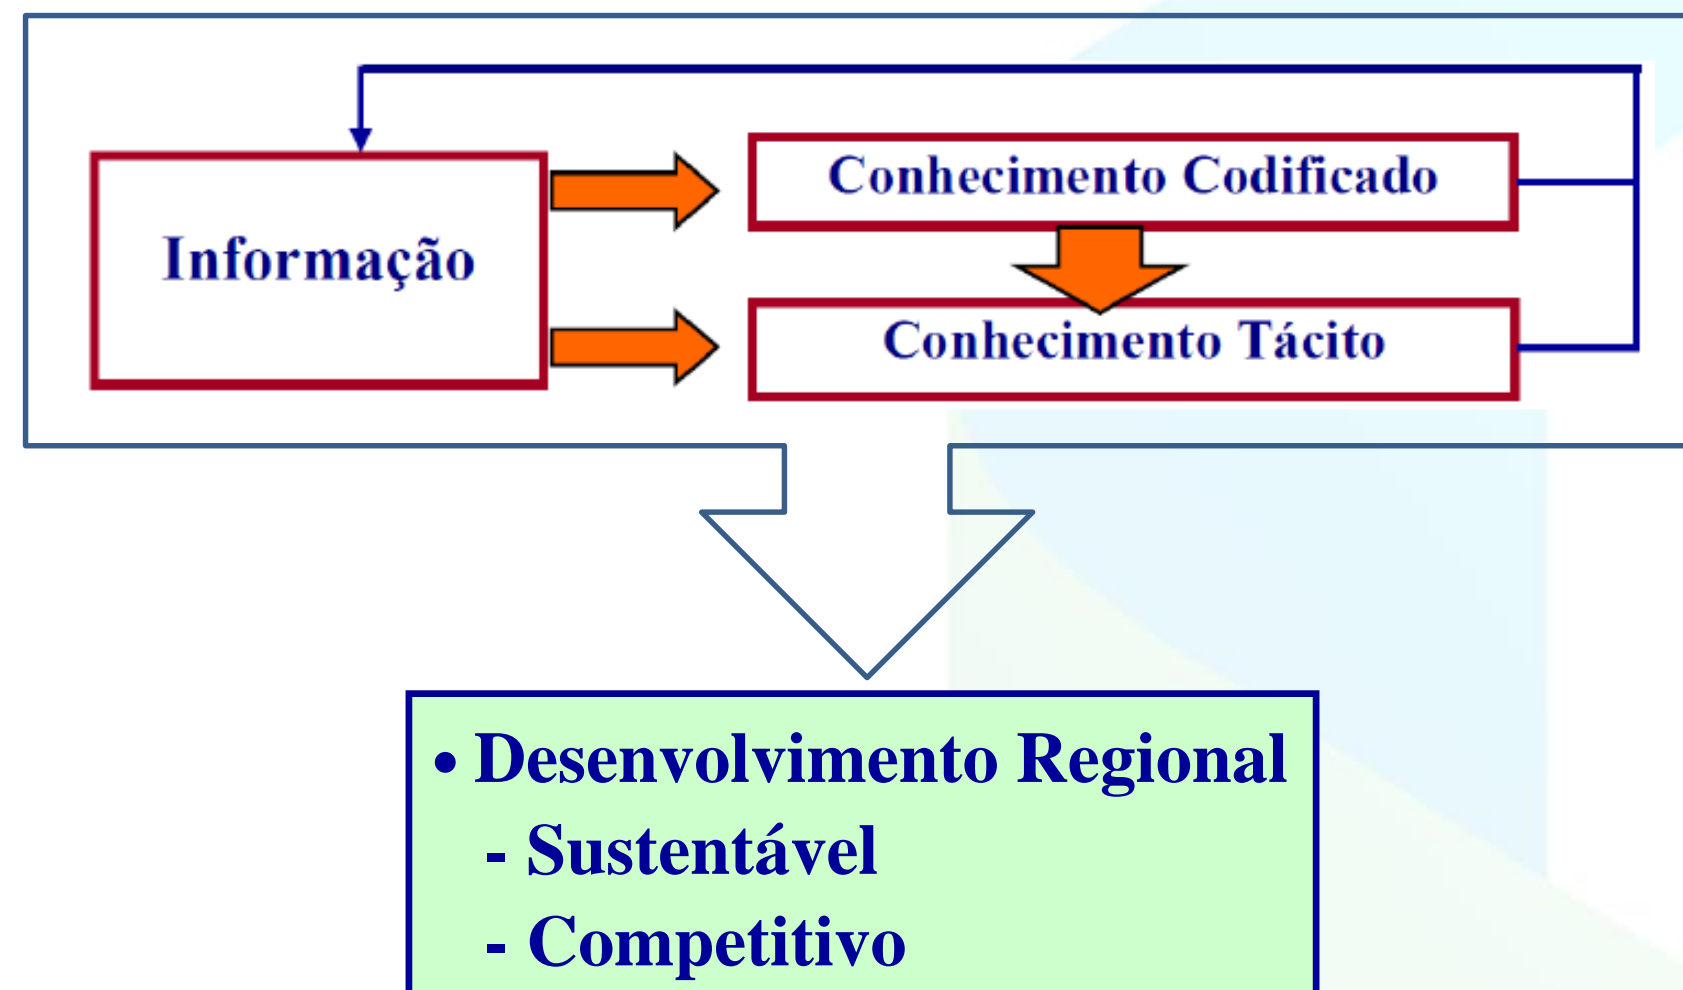 Conhecimento Codificado
Informação
Conhecimento Tácito
• Desenvolvimento Regional
- Sustentável
- Competitivo